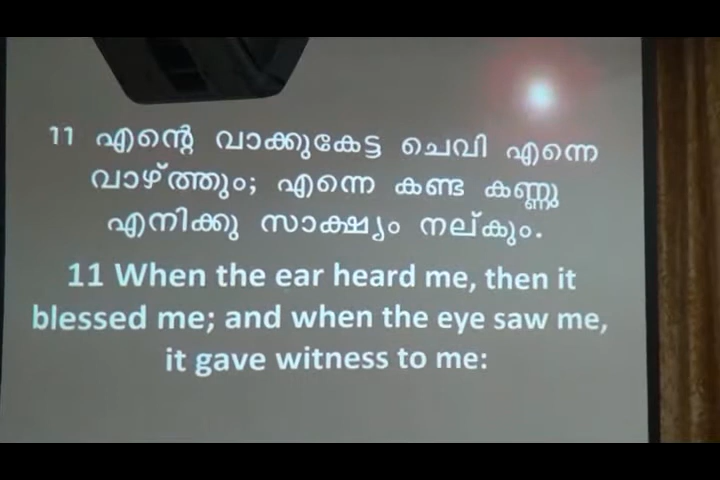 11 എന്റെ വാക്കുകേട്ട ചെവി എന്നെ
വാഴ്ത്തും; എന്നെ കണ്ട കണ്ണു
എനിക്കു സാക്ഷ്യം നല്കും.
11 When the ear heard me, then it
blessed me; and when the eye saw me,
it gave witness to me: